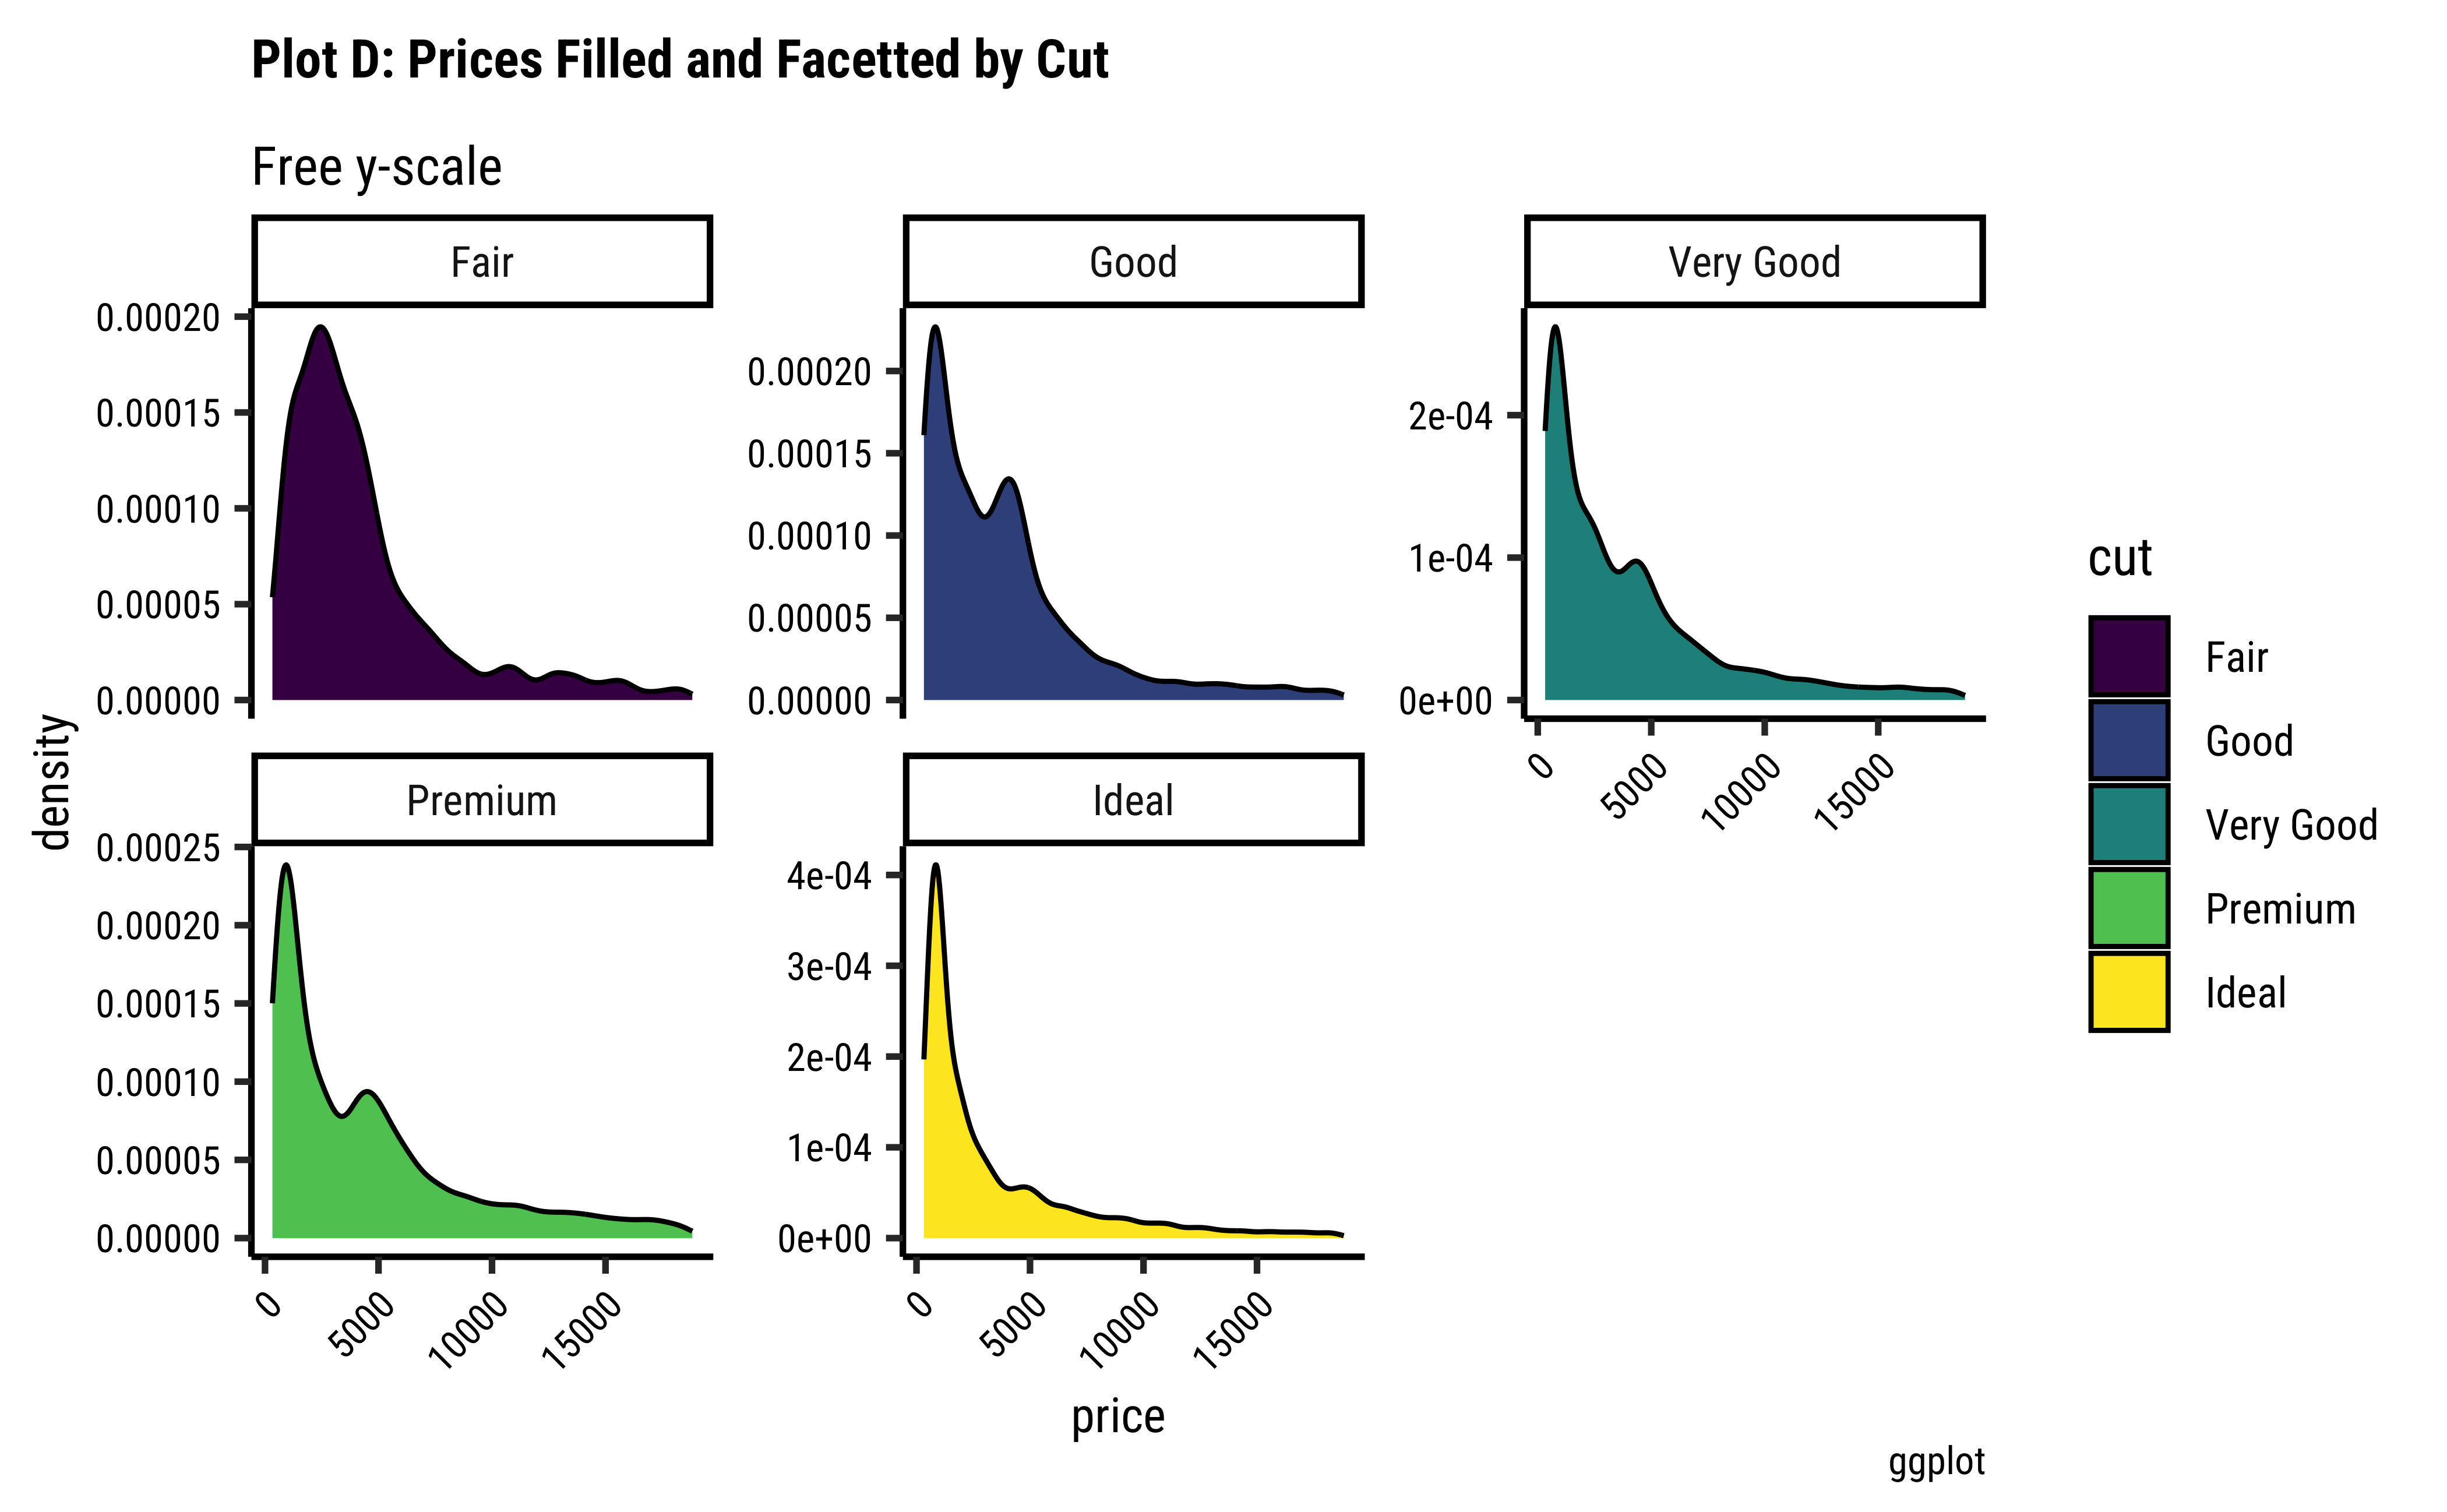 Plot D: Prices Filled and Facetted by Cut
Free y-scale
Fair
Good
Very Good
0.00020
0.00015
0.00010
0.00005
0.00000
0.00020
0.00015
0.00010
0.00005
0.00000
2e-04
1e-04
0e+00
0
5000
10000
15000
density
Premium
Ideal
0.00025
0.00020
0.00015
0.00010
0.00005
0.00000
4e-04
3e-04
2e-04
1e-04
0e+00
0
5000
10000
15000
0
5000
10000
15000
price
cut
Fair
Good
Very Good
Premium
Ideal
ggplot